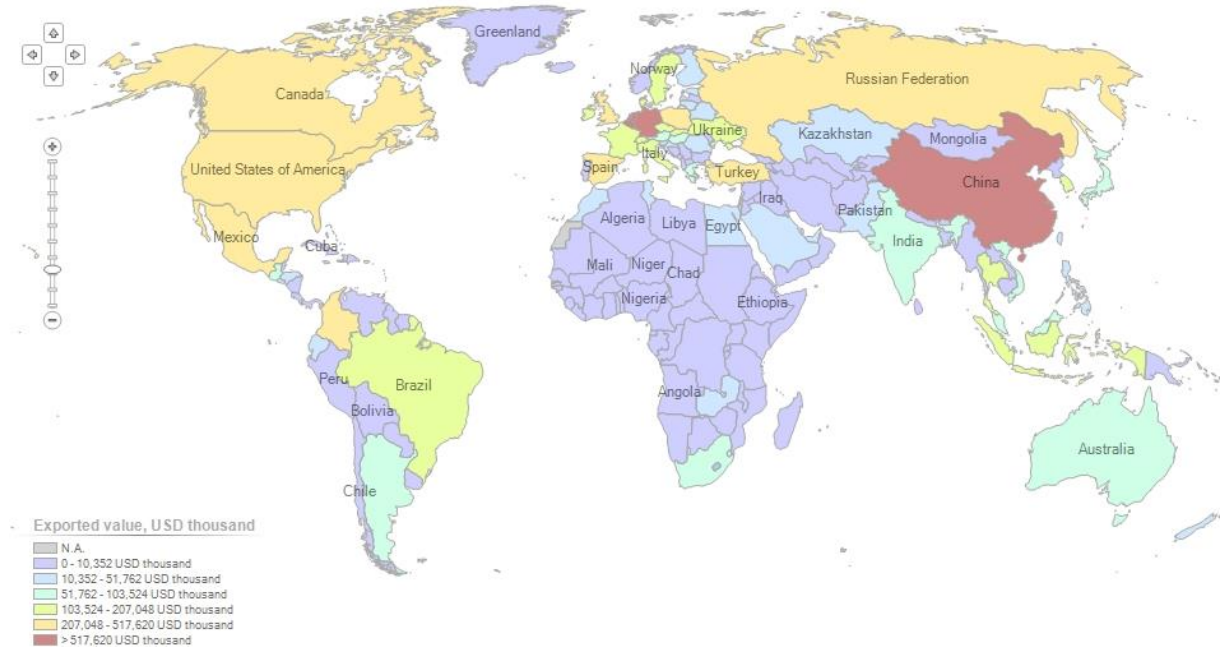 Greenland
Norway
Russian Federation
Canada
Ukraine
Kazakhstan
Mongolia
Italy
United States of America
Spain
Turkey
China
Iraq
Pakistan
Algeria
Libya
Egypt
India
Mexico
Cuba
Mali
Niger
Chad
Nigeria
Ethiopia
Peru
Brazil
Angola
Bolivia
Australia
Chile
Exported value, USD thousand
N.A.
0 - 10,352 USD thousand
10,352 - 51,762 USD thousand
51,762 - 103,524 USD thousand
103,524 - 207,048 USD thousand
207,048 - 517,620 USD thousand
> 517,620 USD thousand